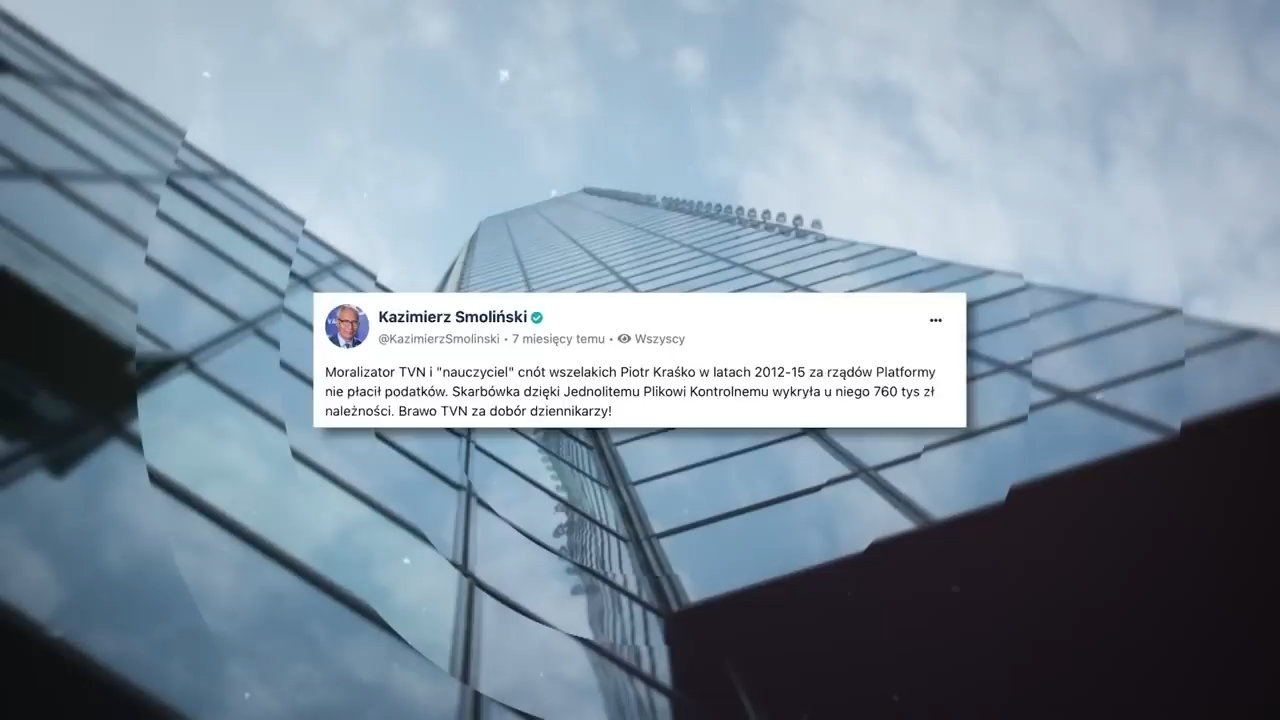 Kazimierz Smoliński
@KazimierzSmolinski • 7 miesięcy temu • Wszyscy
Moralizator TVN i "nauczyciel" cnót wszelakich Piotr Kraśko w latach 2012-15 za rządów Platformy
nie płacił podatków. Skarbówka dzięki Jednolitemu Plikowi Kontrolnemu wykryła u niego 760 tys zł
należności. Brawo TVN za dobór dziennikarzy!